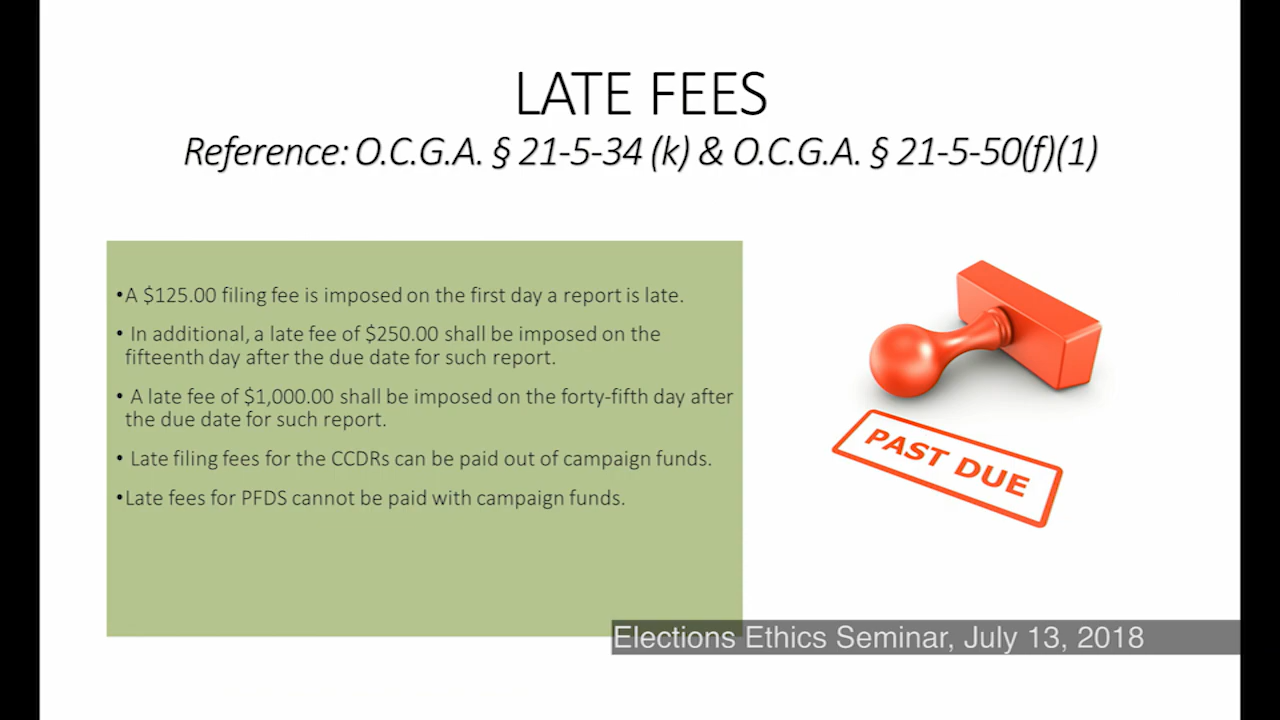 LATE FEES
Reference: O.C.G.A. § 21-5-34 (k) & O.C.G.A. § 21-5-50(f)(1)
•A $125.00 filing fee is imposed on the first day a report is late.
• In additional, a late fee of $250.00 shall be imposed on the
fifteenth day after the due date for such report.
• A late fee of $1,000.00 shall be imposed on the forty-fifth day after
the due date for such report.
• Late filing fees for the CCDRs can be paid out of campaign funds.
•Late fees for PFDS cannot be paid with campaign funds.
PAST DUE
Elections Ethics Seminar, July 13, 2018